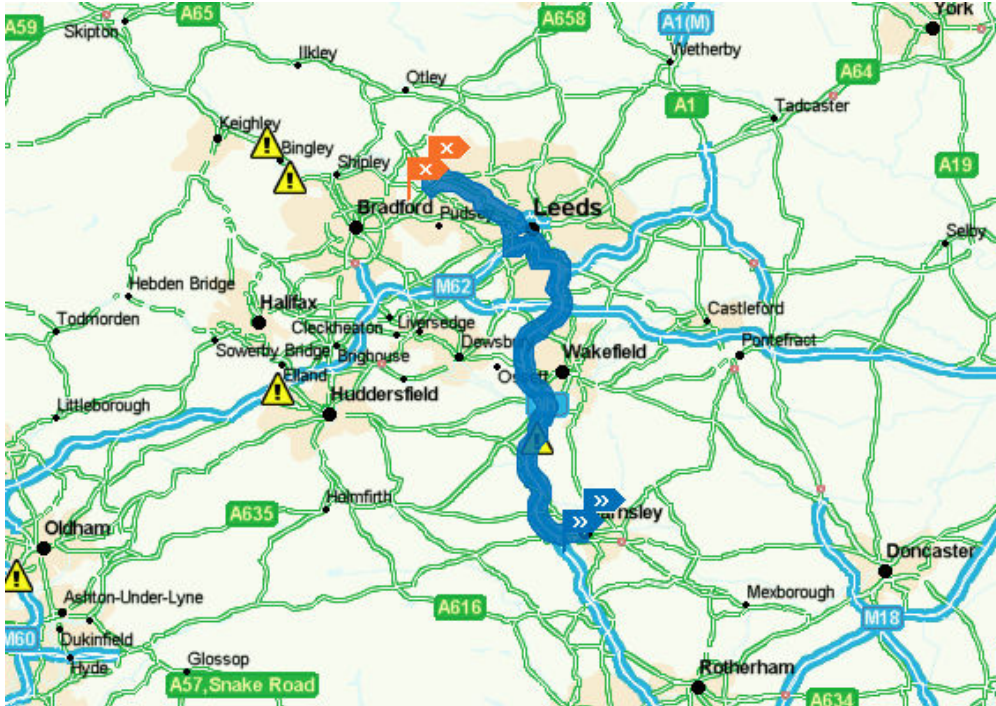 A59
A65
Skipton
A658
A1(M)
York
Ilkley
Wetherby
Otley
A64
A1
Tadcaster
Keighley
Bingley
Shipley
A19
Bradford
Pudsey
Leeds
Selby
Hebden Bridge
M62
Halifax
Castleford
Todmorden
Cleckheaton
Liversedge
Sowerby Bridge
Brighouse
Dewsbury
Wakefield
Pontefract
Elland
Huddersfield
Littleborough
Holmfirth
A635
Barnsley
Oldham
Doncaster
Ashton-Under-Lyne
A616
Mexborough
M18
M60
Dukinfield
Hyde
Glossop
A57,Snake Road
Rotherham
A634